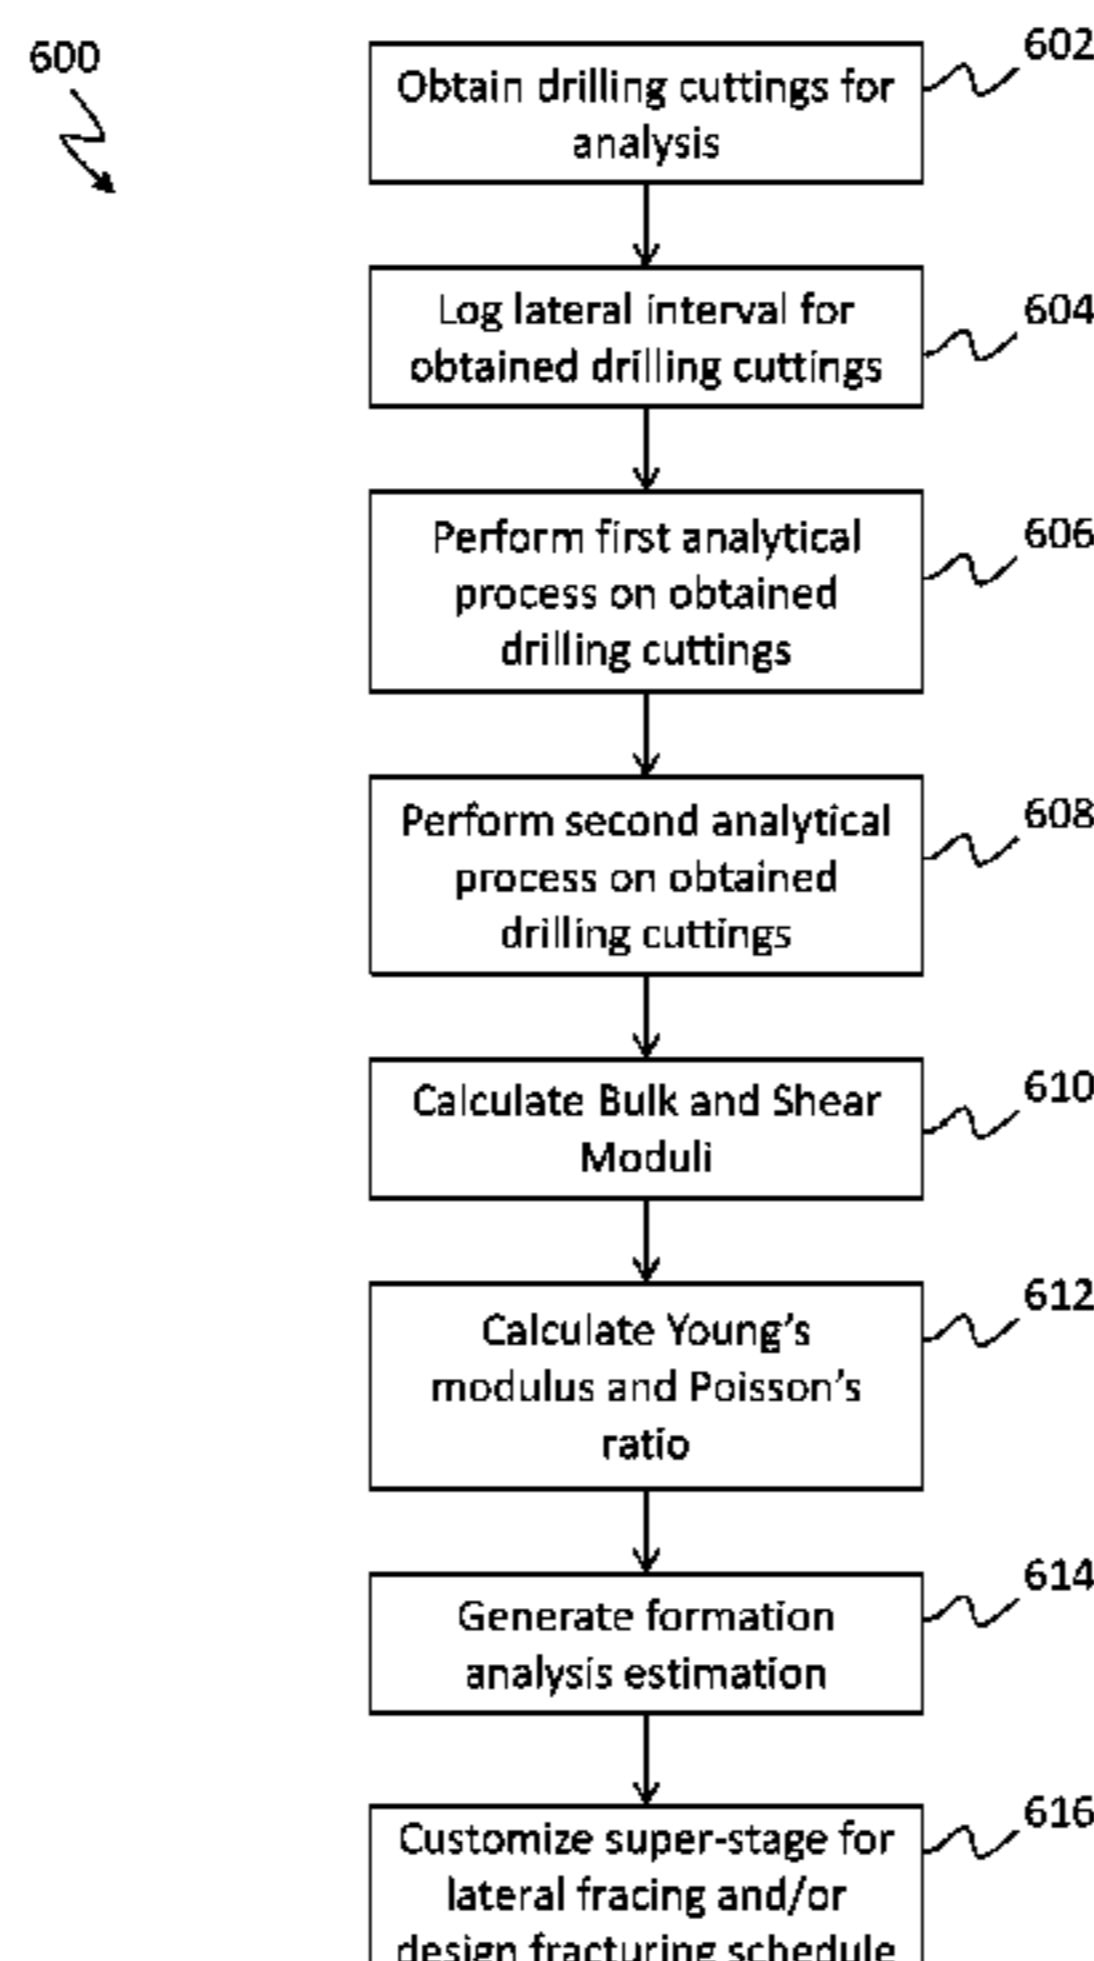 600
602
Obtain drilling cuttings for
analysis
604
Log lateral interval for
obtained drilling cuttings
606
Perform first analytical
process on obtained
drilling cuttings
608
Perform second analytical
process on obtained
drilling cuttings
610
Calculate Bulk and Shear
Moduli
612
Calculate Young's
modulus and Poisson's
ratio
614
Generate formation
analysis estimation
616
Customize super-stage for
lateral fracing and/or
design fracturing schedule